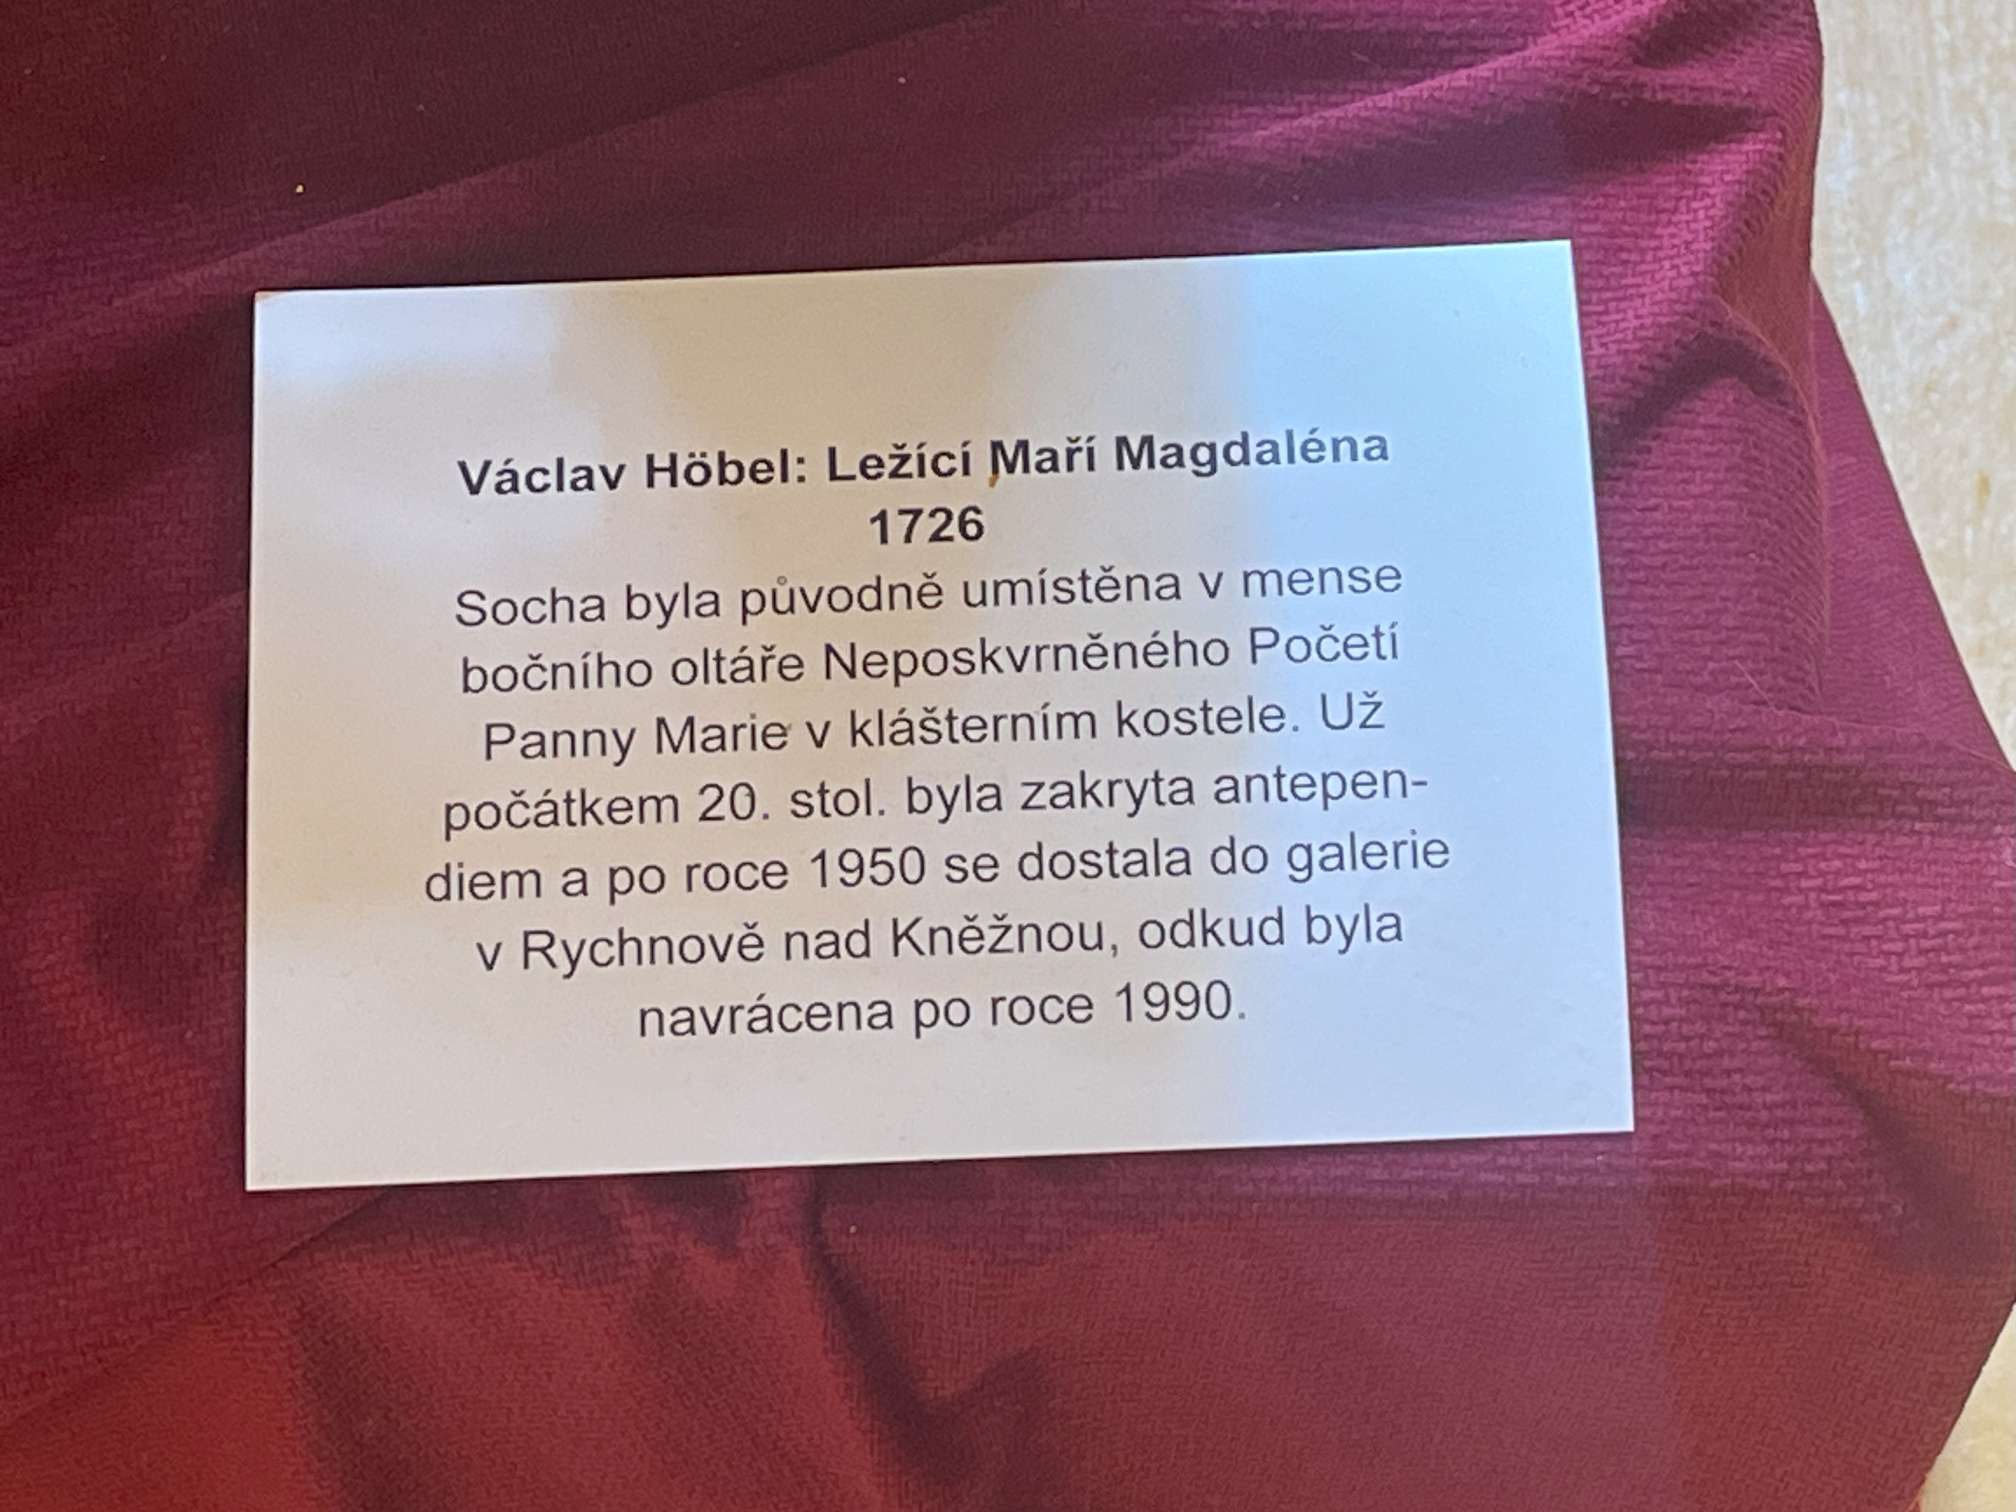 Václav Höbel: Ležící Maří Magdaléna
1726
Socha byla původně umístěna v mense
bočního oltáře Neposkvrněného Početí
Panny Marie v klášterním kostele. Už
počátkem 20. stol. byla zakryta antepen-
diem a po roce 1950 se dostala do galerie
v Rychnově nad Kněžnou, odkud byla
navrácena po roce 1990.